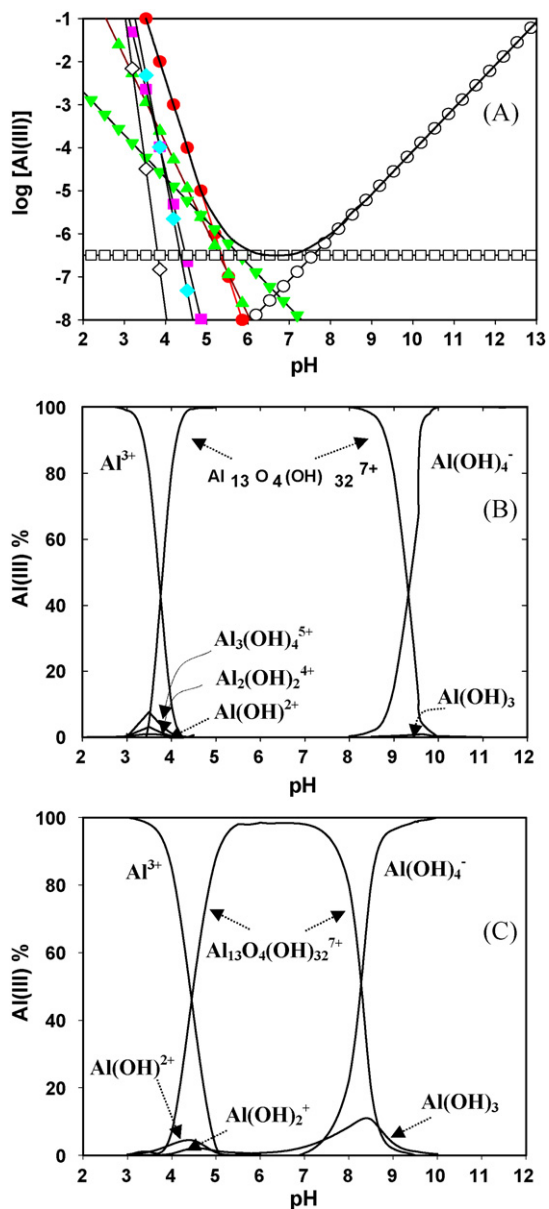 -1
-2
-3
-4
-5
-6
-7
-8
log [Al(III)]
(A)
2 3 4 5 6 7 8 9 10 11 12 13
pH
100
80
60
40
20
0
Al(III) %
Al³⁺
Al ₁₃ O ₄ (OH) ₃₂ ⁷⁺
Al(OH)₄⁻
(B)
Al₃(OH)₄⁵⁺
Al₂(OH)₂⁴⁺
Al(OH)²⁺
Al(OH)₃
2 3 4 5 6 7 8 9 10 11 12
pH
100
80
60
40
20
0
Al(III) %
Al³⁺
Al(OH)₄⁻
Al₁₃O₄(OH)₃₂⁷⁺
(C)
Al(OH)²⁺
Al(OH)₂⁺
Al(OH)₃
2 3 4 5 6 7 8 9 10 11 12
pH